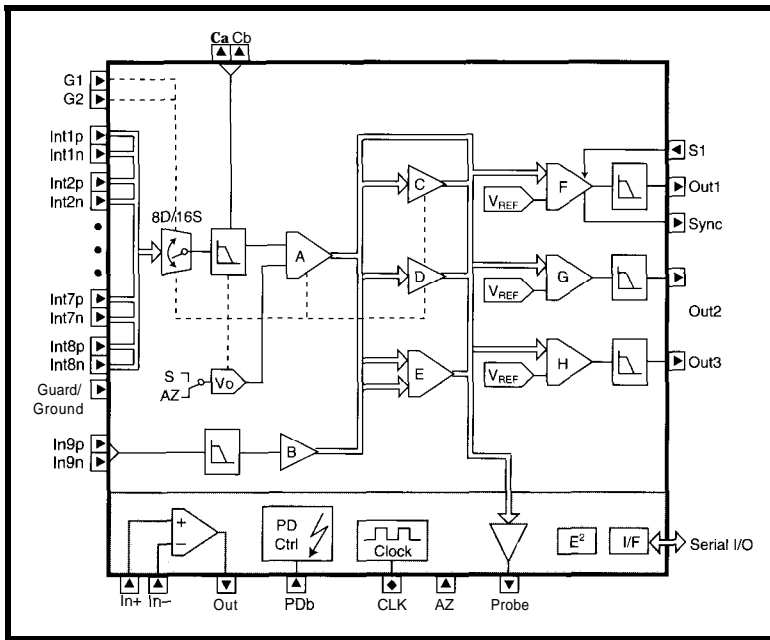 Ca Cb
G1
G2
Int1p
Int1n
Int2p
Int2n
8D/16S
Int7p
Int7n
Int8p
Int8n
Guard/
Ground
In9p
In9n
S
AZ
Vo
A
B
C
D
E
VREF
F
VREF
G
VREF
H
S1
Out1
Sync
Out2
Out3
+
−
PD
Ctrl
Clock
E²
I/F
Serial I/O
In+
In−
Out
PDb
CLK
AZ
Probe